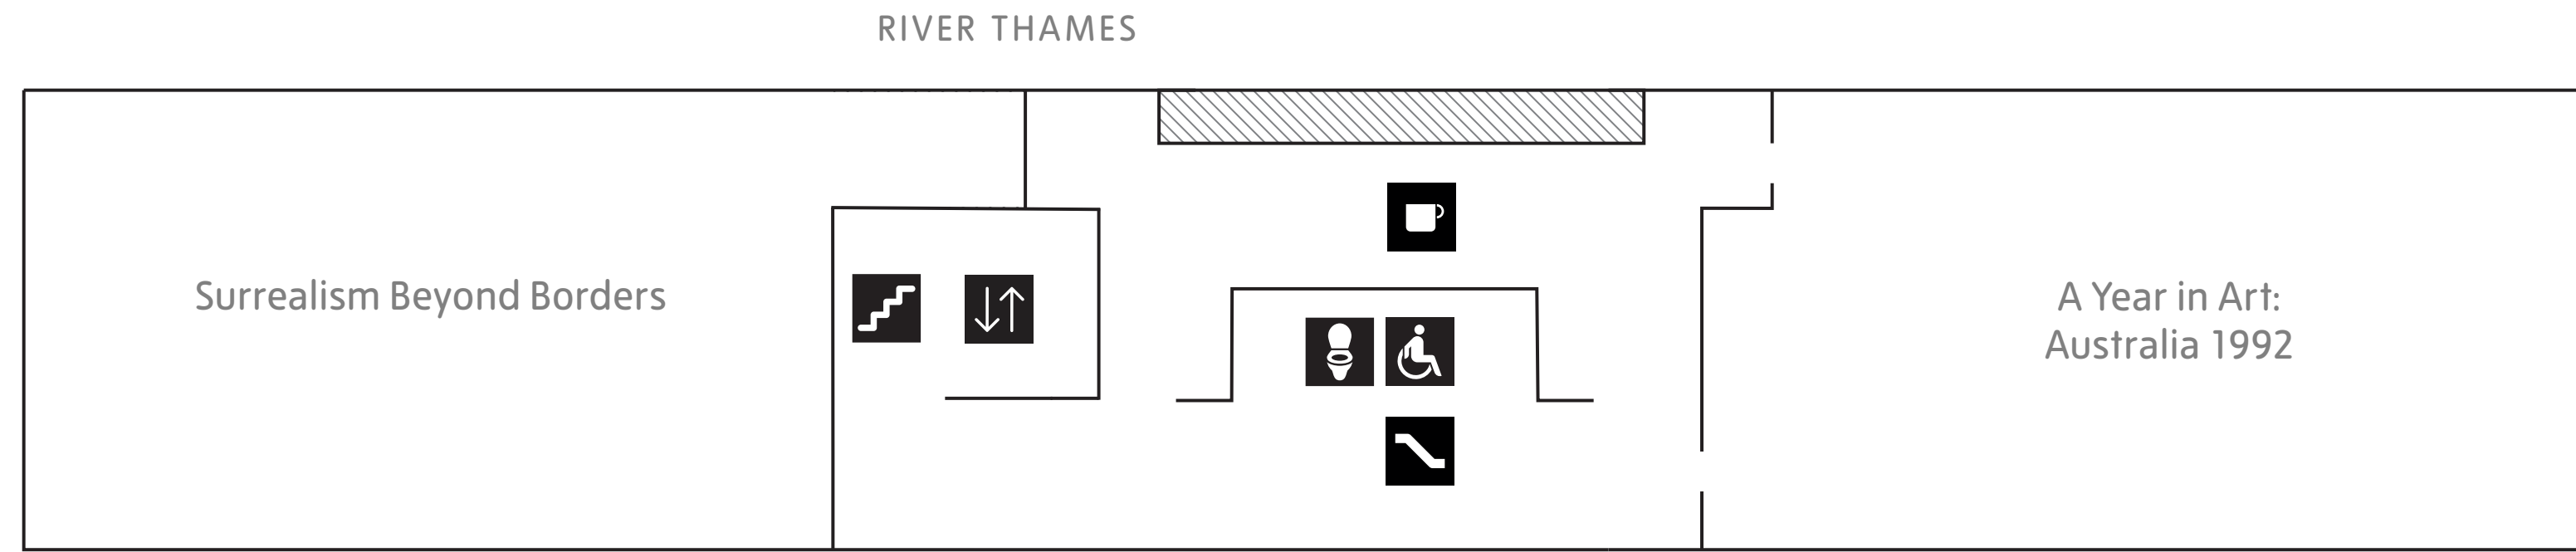 RIVER THAMES
Surrealism Beyond Borders
A Year in Art:
Australia 1992